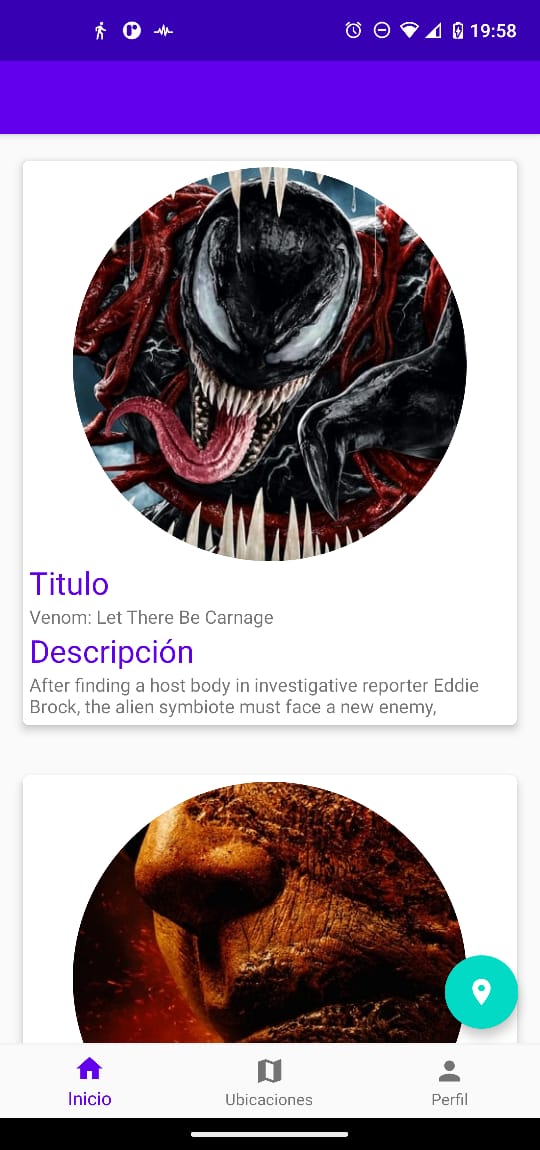 19:58
Titulo
Venom: Let There Be Carnage
Descripción
After finding a host body in investigative reporter Eddie
Brock, the alien symbiote must face a new enemy,
Inicio
Ubicaciones
Perfil